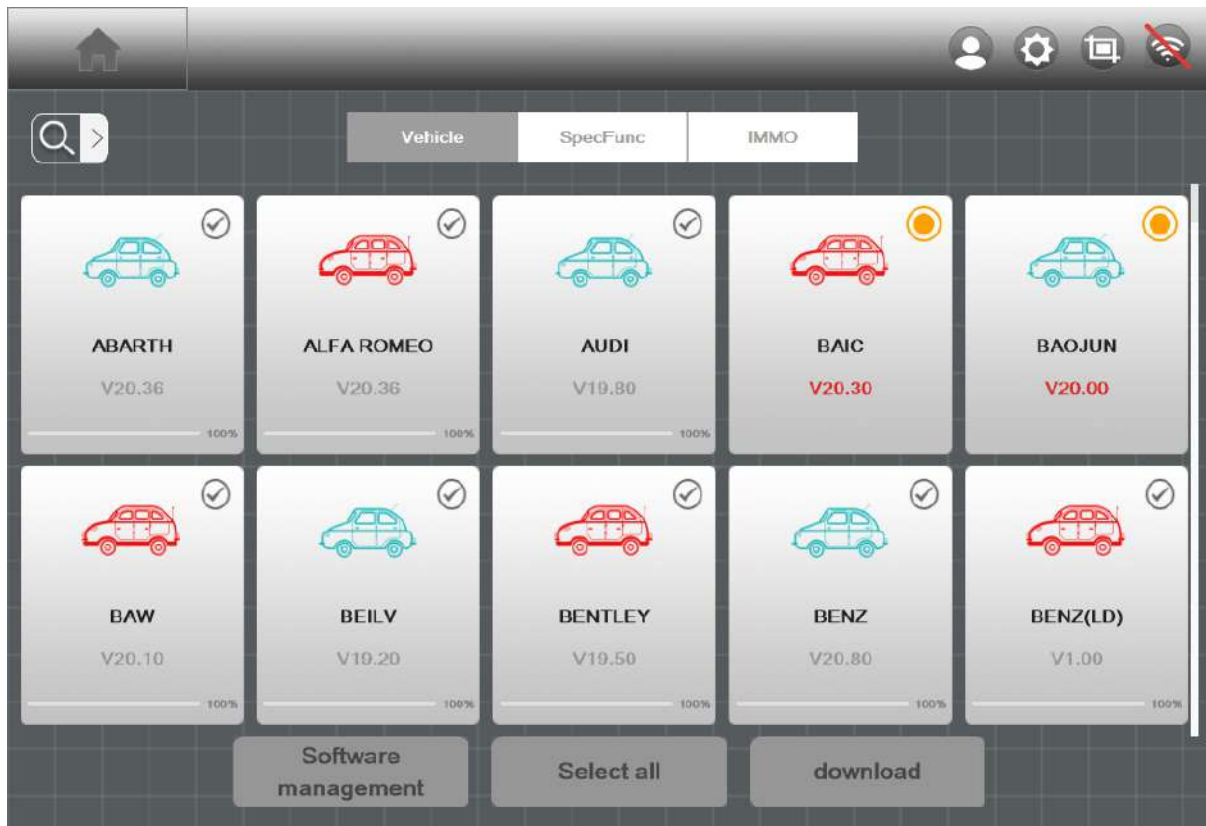 Vehicle
SpecFunc
IMMO
ABARTH
ALFA ROMEO
AUDI
BAIC
BAOJUN
V20.36
V20.36
V19.80
V20.30
V20.00
100%
100%
100%
BAW
BEILV
BENTLEY
BENZ
BENZ(LD)
V20.10
V19.20
V19.50
V20.80
V1.00
100%
100%
100%
100%
100%
Software
management
Select all
download